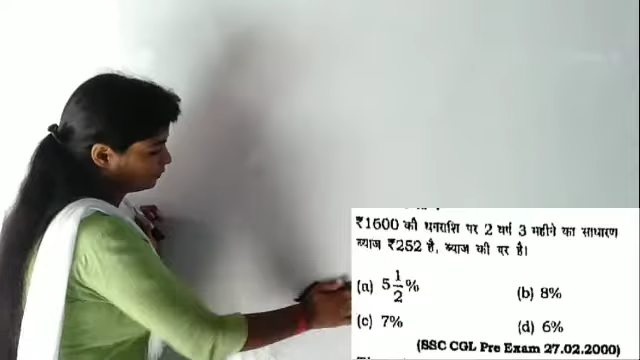 ₹1600 की धनराशि पर 2 वर्ष 3 महीने का साधारण
ब्याज ₹252 है, ब्याज की दर है।
(a) 5 1/2 %
(b) 8%
(c) 7%
(d) 6%
(SSC CGL Pre Exam 27.02.2000)